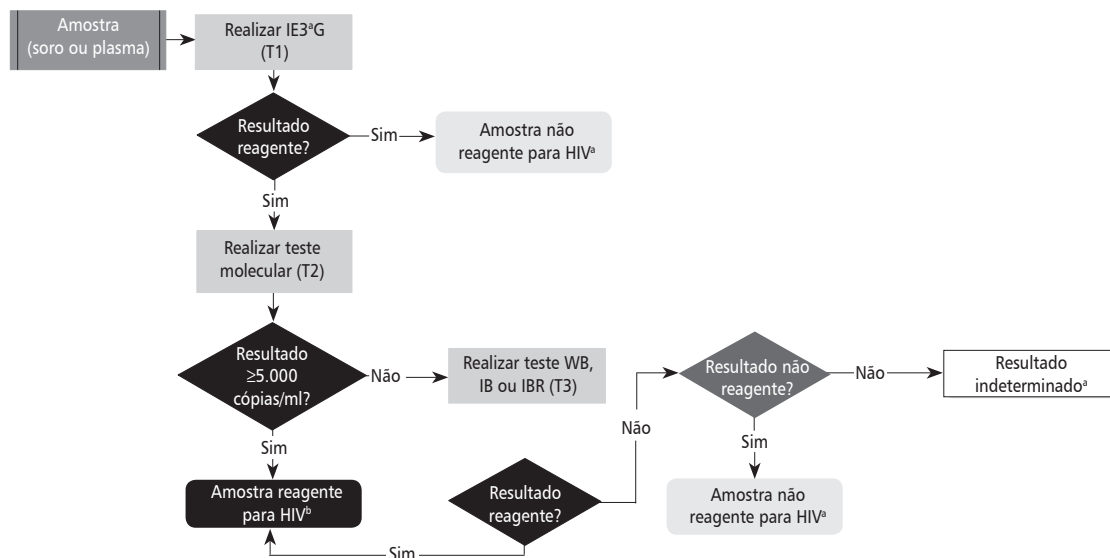 Amostra
(soro ou plasma)
Realizar IE3ªG
(T1)
Resultado
reagente?
Sim
Amostra não
reagente para HIVª
Sim
Realizar teste
molecular (T2)
Resultado
≥5.000
cópias/ml?
Não
Realizar teste WB,
IB ou IBR (T3)
Resultado não
reagente?
Não
Resultado
indeterminadoª
Não
Sim
Sim
Amostra reagente
para HIVᵇ
Resultado
reagente?
Amostra não
reagente para HIVª
Sim